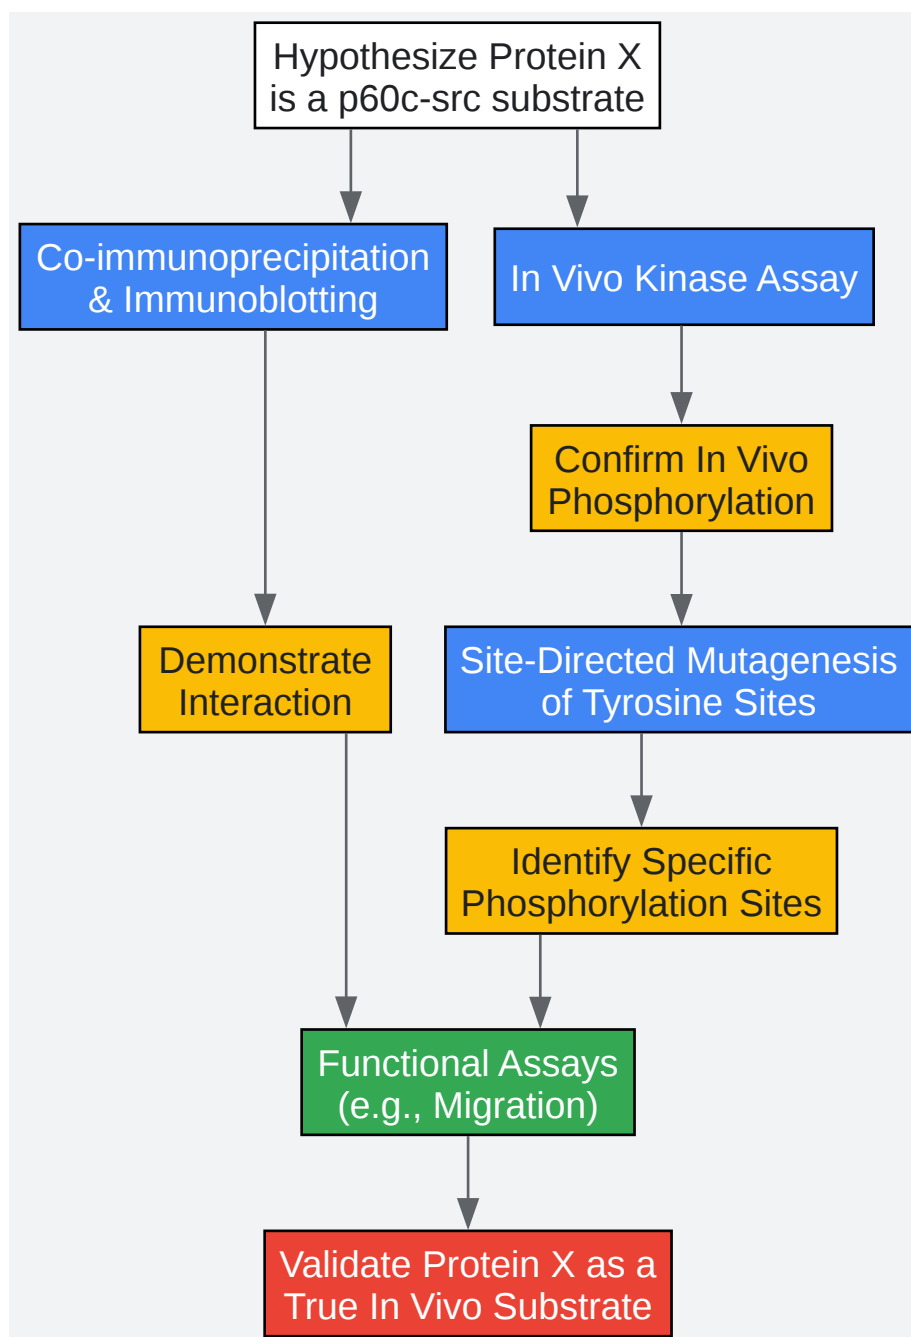 Hypothesize Protein X
is a p60c-src substrate
Co-immunoprecipitation
& Immunoblotting
In Vivo Kinase Assay
Confirm In Vivo
Phosphorylation
Demonstrate
Interaction
Site-Directed Mutagenesis
of Tyrosine Sites
Identify Specific
Phosphorylation Sites
Functional Assays
(e.g., Migration)
Validate Protein X as a
True In Vivo Substrate